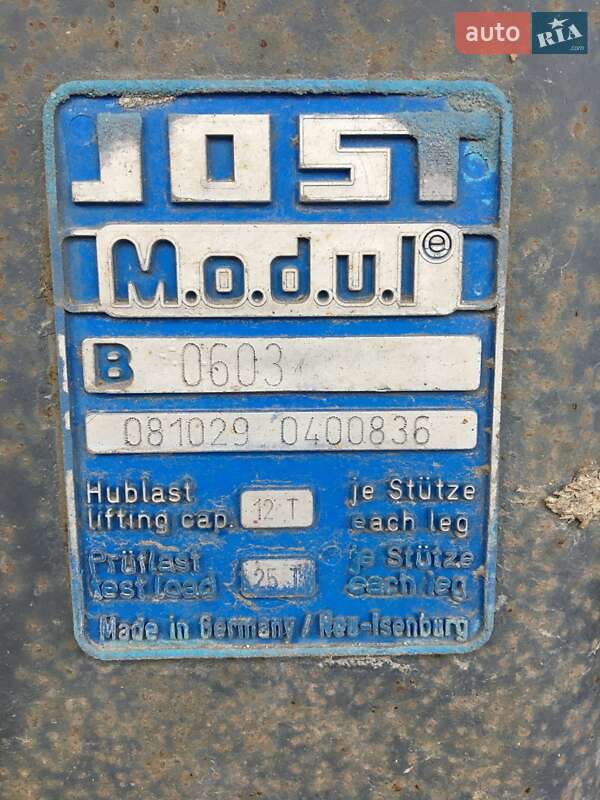 auto RIA.com
JOST
M.o.d.u.l e
B 0603
081029 0400836
Hublast 12 T je Stütze
lifting cap. each leg
Prüflast 25 T je Stütze
test load each leg
Made in Germany / Neu-Isenburg